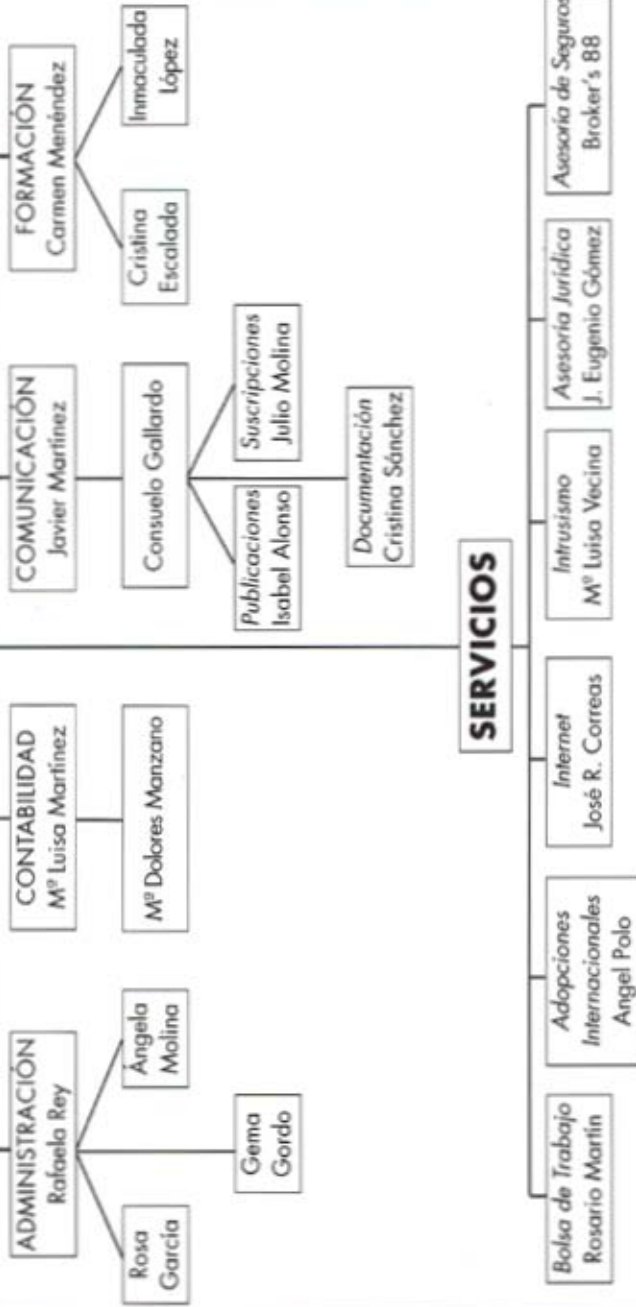 ADMINISTRACIÓN
Rafaela Rey
Rosa
García
Ángela
Molina
Gema
Gordo
CONTABILIDAD
Mª Luisa Martínez
Mª Dolores Manzano
COMUNICACIÓN
Javier Martínez
Consuelo Gallardo
Publicaciones
Isabel Alonso
Suscripciones
Julio Molina
Documentación
Cristina Sánchez
FORMACIÓN
Carmen Menéndez
Cristina
Escalada
Inmaculada
López
SERVICIOS
Bolsa de Trabajo
Rosario Martín
Adopciones
Internacionales
Angel Polo
Internet
José R. Correas
Intrusismo
Mª Luisa Vecina
Asesoría Jurídica
J. Eugenio Gómez
Asesoría de Seguros
Broker's 88